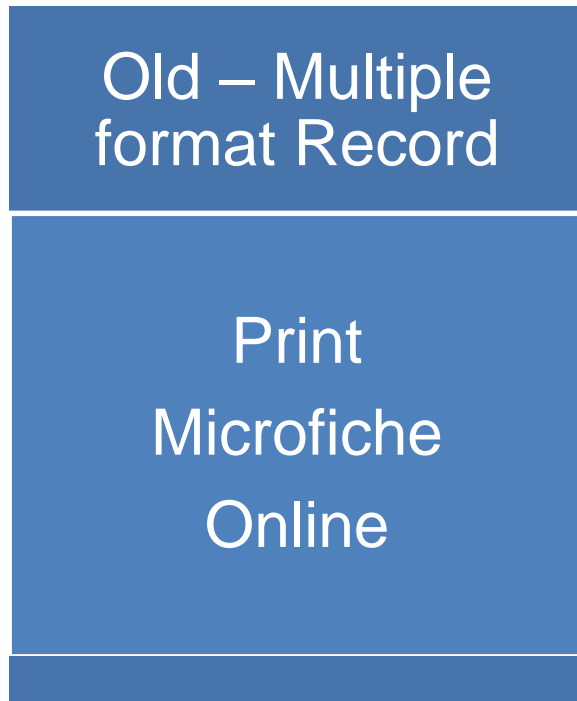 Old – Multiple
format Record
Print
Microfiche
Online